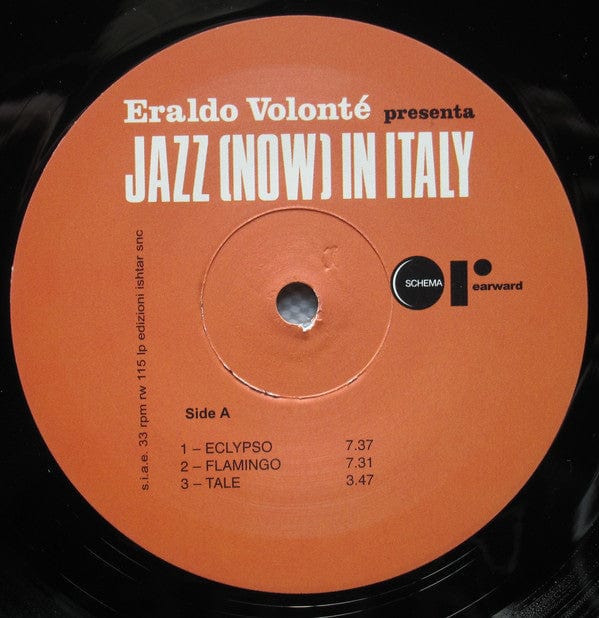 Eraldo Volonté presenta
JAZZ (NOW) IN ITALY
SCHEMA rearward
s.i.a.e. 33 rpm rw 115 lp edizioni ishtar snc
Side A
1 – ECLYPSO 7.37
2 – FLAMINGO 7.31
3 – TALE 3.47